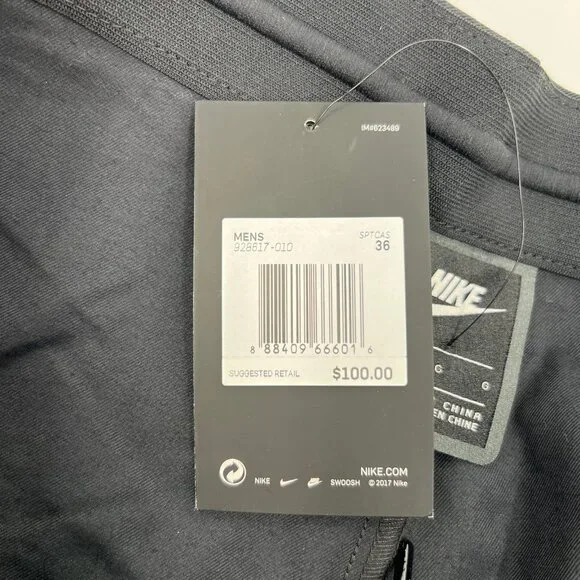 IM#623489
MENS SPTCAS
928617-010 36
8 88409 66601 6
SUGGESTED RETAIL $100.00
NIKE.COM
NIKE SWOOSH © 2017 Nike
NIKE
G G
CHINA
EN CHINE